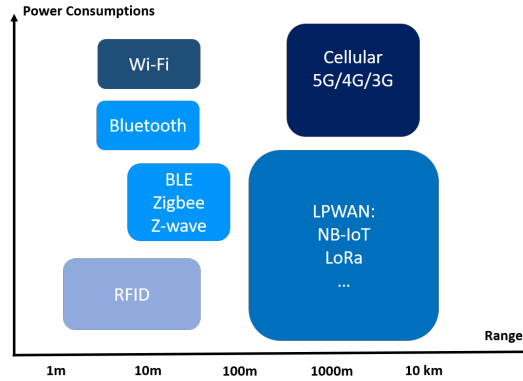 Power Consumptions
Wi-Fi
Cellular
5G/4G/3G
Bluetooth
BLE
Zigbee
Z-wave
LPWAN:
NB-IoT
LoRa
...
RFID
Range
1m
10m
100m
1000m
10 km